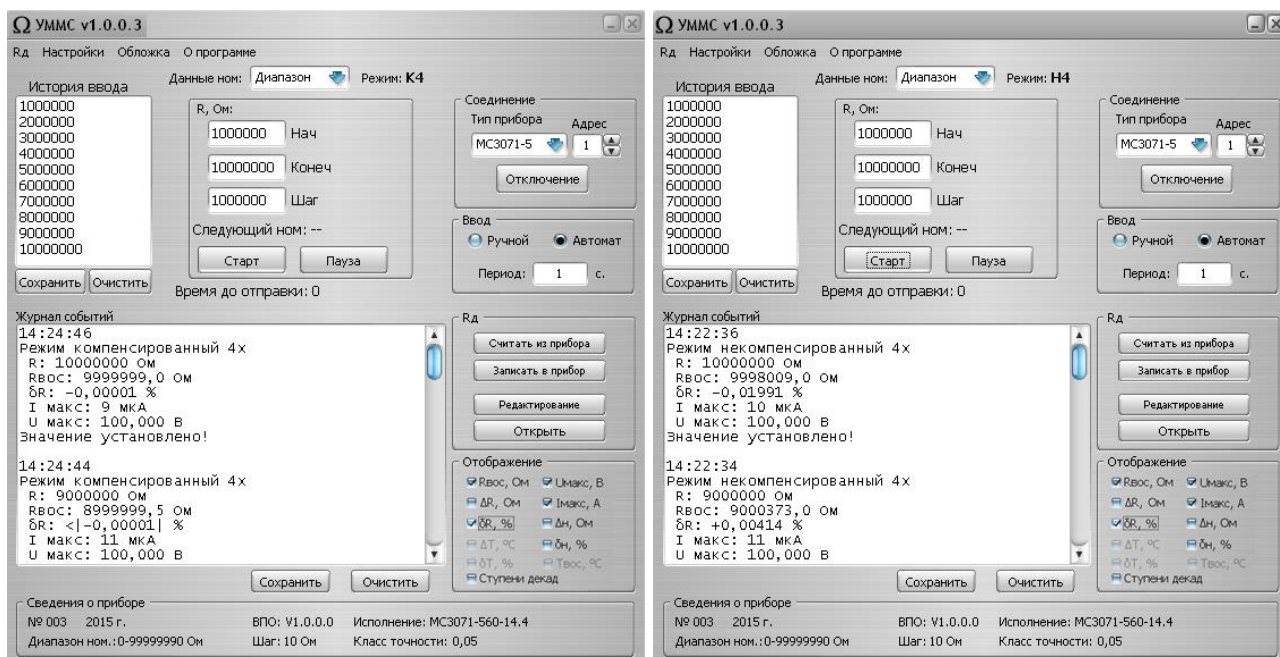 Ω УММС v1.0.0.3
Rд Настройки Обложка О программе
Данные ном: Диапазон Режим: K4
История ввода
1000000
2000000
3000000
4000000
5000000
6000000
7000000
8000000
9000000
10000000
Сохранить Очистить
R, Ом:
1000000 Нач
10000000 Конеч
1000000 Шаг
Следующий ном: --
Старт Пауза
Время до отправки: 0
Соединение
Тип прибора Адрес
МС3071-5 1
Отключение
Ввод
Ручной Автомат
Период: 1 с.
Журнал событий
14:24:46
Режим компенсированный 4х
R: 10000000 Ом
Rвос: 9999999,0 Ом
δR: -0,00001 %
I макс: 9 мкА
U макс: 100,000 В
Значение установлено!
14:24:44
Режим компенсированный 4х
R: 9000000 Ом
Rвос: 8999999,5 Ом
δR: <|-0,00001| %
I макс: 11 мкА
U макс: 100,000 В
Сохранить Очистить
Rд
Считать из прибора
Записать в прибор
Редактирование
Открыть
Отображение
Rвос, Ом Uмакс, В
ΔR, Ом Iмакс, А
δR, % Δн, Ом
ΔT, ºC δн, %
δT, % Tвос, ºC
Ступени декад
Сведения о приборе
№ 003 2015 г. ВПО: V1.0.0.0 Исполнение: МС3071-560-14.4
Диапазон ном.:0-99999990 Ом Шаг: 10 Ом Класс точности: 0,05
Ω УММС v1.0.0.3
Rд Настройки Обложка О программе
Данные ном: Диапазон Режим: H4
История ввода
1000000
2000000
3000000
4000000
5000000
6000000
7000000
8000000
9000000
10000000
Сохранить Очистить
R, Ом:
1000000 Нач
10000000 Конеч
1000000 Шаг
Следующий ном: --
Старт Пауза
Время до отправки: 0
Соединение
Тип прибора Адрес
МС3071-5 1
Отключение
Ввод
Ручной Автомат
Период: 1 с.
Журнал событий
14:22:36
Режим некомпенсированный 4х
R: 10000000 Ом
Rвос: 9998009,0 Ом
δR: -0,01991 %
I макс: 10 мкА
U макс: 100,000 В
Значение установлено!
14:22:34
Режим некомпенсированный 4х
R: 9000000 Ом
Rвос: 9000373,0 Ом
δR: +0,00414 %
I макс: 11 мкА
U макс: 100,000 В
Сохранить Очистить
Rд
Считать из прибора
Записать в прибор
Редактирование
Открыть
Отображение
Rвос, Ом Uмакс, В
ΔR, Ом Iмакс, А
δR, % Δн, Ом
ΔT, ºC δн, %
δT, % Tвос, ºC
Ступени декад
Сведения о приборе
№ 003 2015 г. ВПО: V1.0.0.0 Исполнение: МС3071-560-14.4
Диапазон ном.:0-99999990 Ом Шаг: 10 Ом Класс точности: 0,05